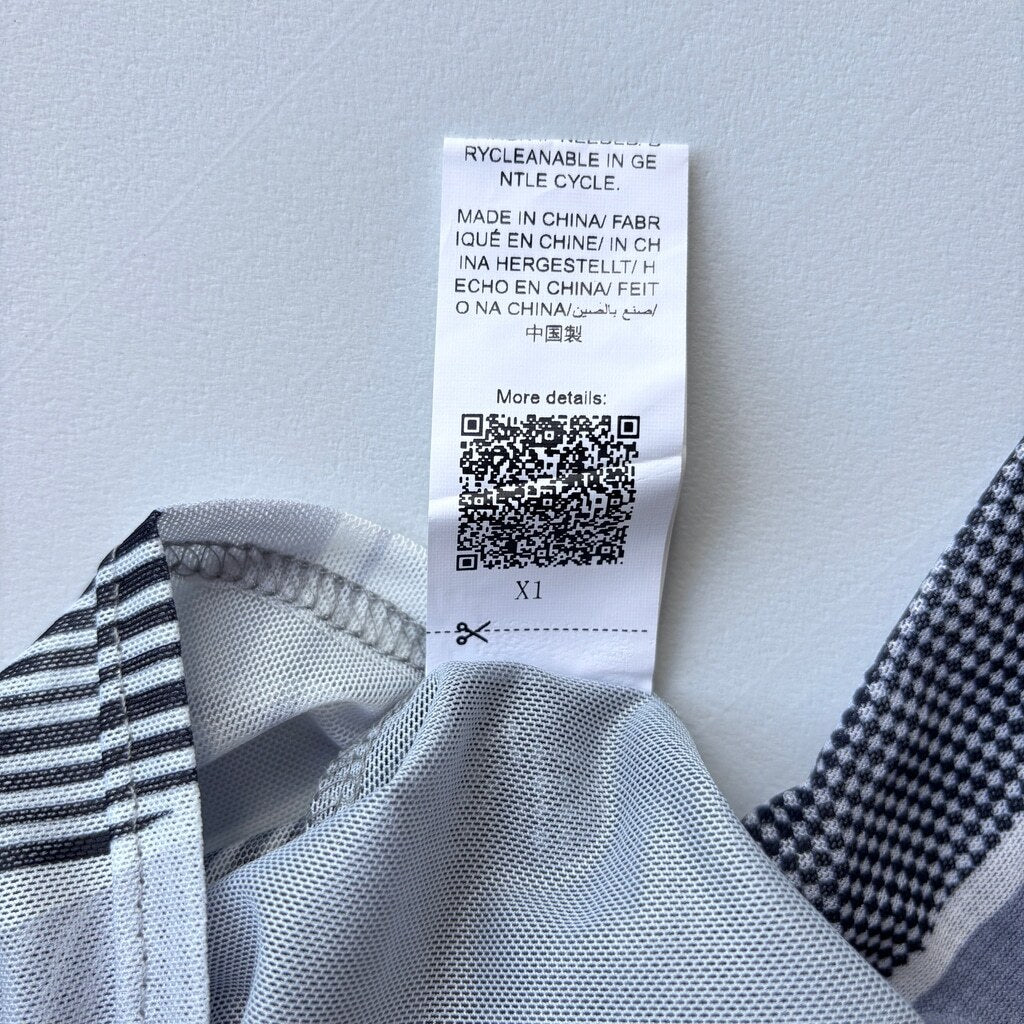 RYCLEANABLE IN GE
NTLE CYCLE.
MADE IN CHINA/ FABR
IQUÉ EN CHINE/ IN CH
INA HERGESTELLT/ H
ECHO EN CHINA/ FEIT
O NA CHINA/صنع بالصين/
中国製
More details:
X1